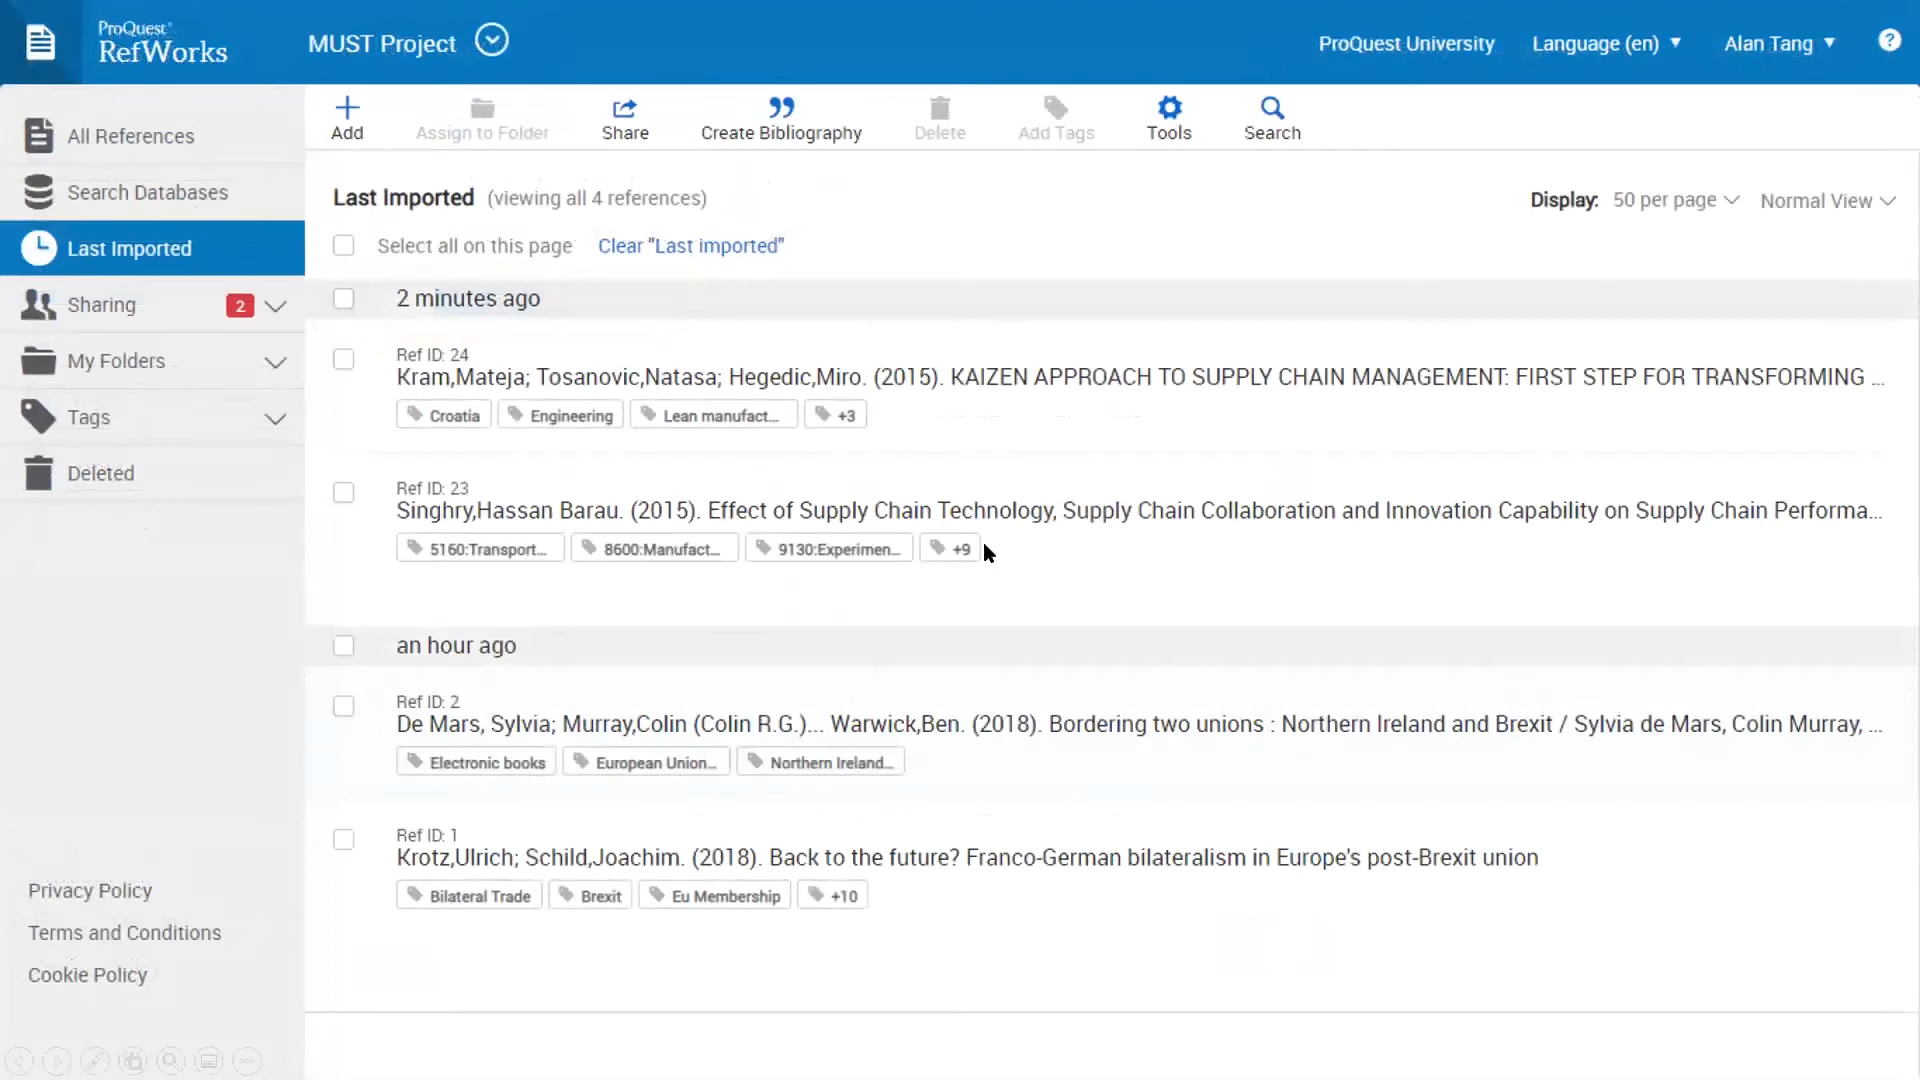 ProQuest
RefWorks
MUST Project
ProQuest University
Language (en)
Alan Tang
?
All References
Search Databases
Last Imported
Sharing
2
My Folders
Tags
Deleted
Privacy Policy
Terms and Conditions
Cookie Policy
Add
Assign to Folder
Share
Create Bibliography
Delete
Add Tags
Tools
Search
Last Imported (viewing all 4 references)
Display: 50 per page Normal View
Select all on this page Clear "Last imported"
2 minutes ago
Ref ID: 24
Kram,Mateja; Tosanovic,Natasa; Hegedic,Miro. (2015). KAIZEN APPROACH TO SUPPLY CHAIN MANAGEMENT: FIRST STEP FOR TRANSFORMING ...
Croatia Engineering Lean manufact... +3
Ref ID: 23
Singhry,Hassan Barau. (2015). Effect of Supply Chain Technology, Supply Chain Collaboration and Innovation Capability on Supply Chain Performa...
5160:Transport... 8600:Manufact... 9130:Experimen... +9
an hour ago
Ref ID: 2
De Mars, Sylvia; Murray,Colin (Colin R.G.)... Warwick,Ben. (2018). Bordering two unions : Northern Ireland and Brexit / Sylvia de Mars, Colin Murray, ...
Electronic books European Union... Northern Ireland...
Ref ID: 1
Krotz,Ulrich; Schild,Joachim. (2018). Back to the future? Franco-German bilateralism in Europe's post-Brexit union
Bilateral Trade Brexit Eu Membership +10